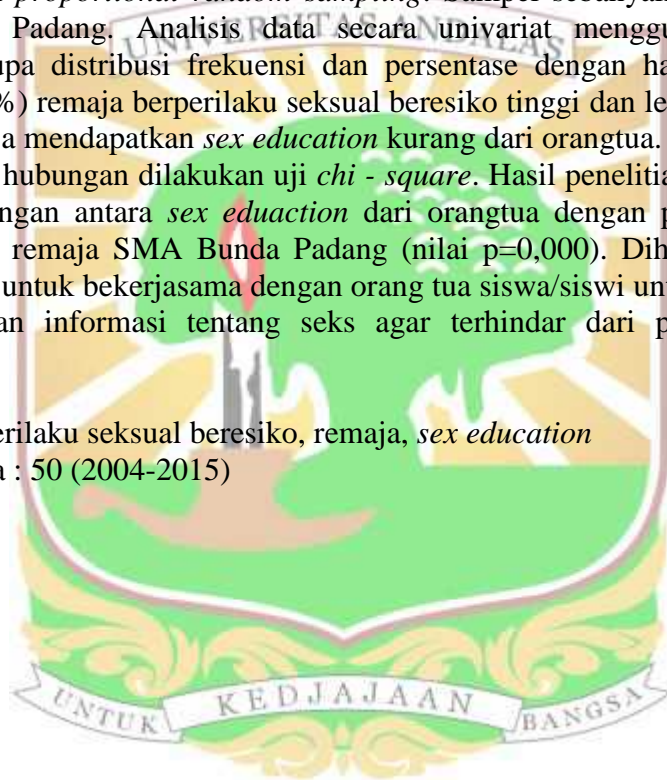 proportional random sampling. Sampel sebanyak
Padang. Analisis data secara univariat menggu
upa distribusi frekuensi dan persentase dengan ha
%) remaja berperilaku seksual beresiko tinggi dan le
a mendapatkan sex education kurang dari orangtua.
hubungan dilakukan uji chi - square. Hasil penelitia
ngan antara sex eduaction dari orangtua dengan p
remaja SMA Bunda Padang (nilai p=0,000). Dih
untuk bekerjasama dengan orang tua siswa/siswi unt
an informasi tentang seks agar terhindar dari p
erilaku seksual beresiko, remaja, sex education
a : 50 (2004-2015)
UNIVERSITAS ANDALAS
UNTUK KEDJAJAAN BANGSA